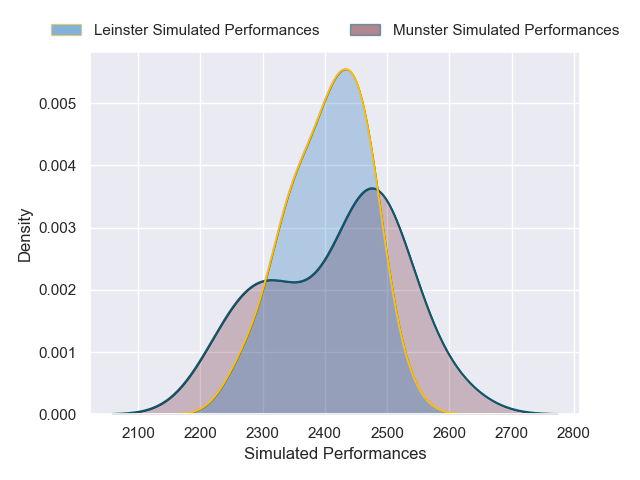 Leinster Simulated Performances Munster Simulated Performances
0.005
0.004
0.003
0.002
0.001
0.000
Density
2100 2200 2300 2400 2500 2600 2700 2800
Simulated Performances